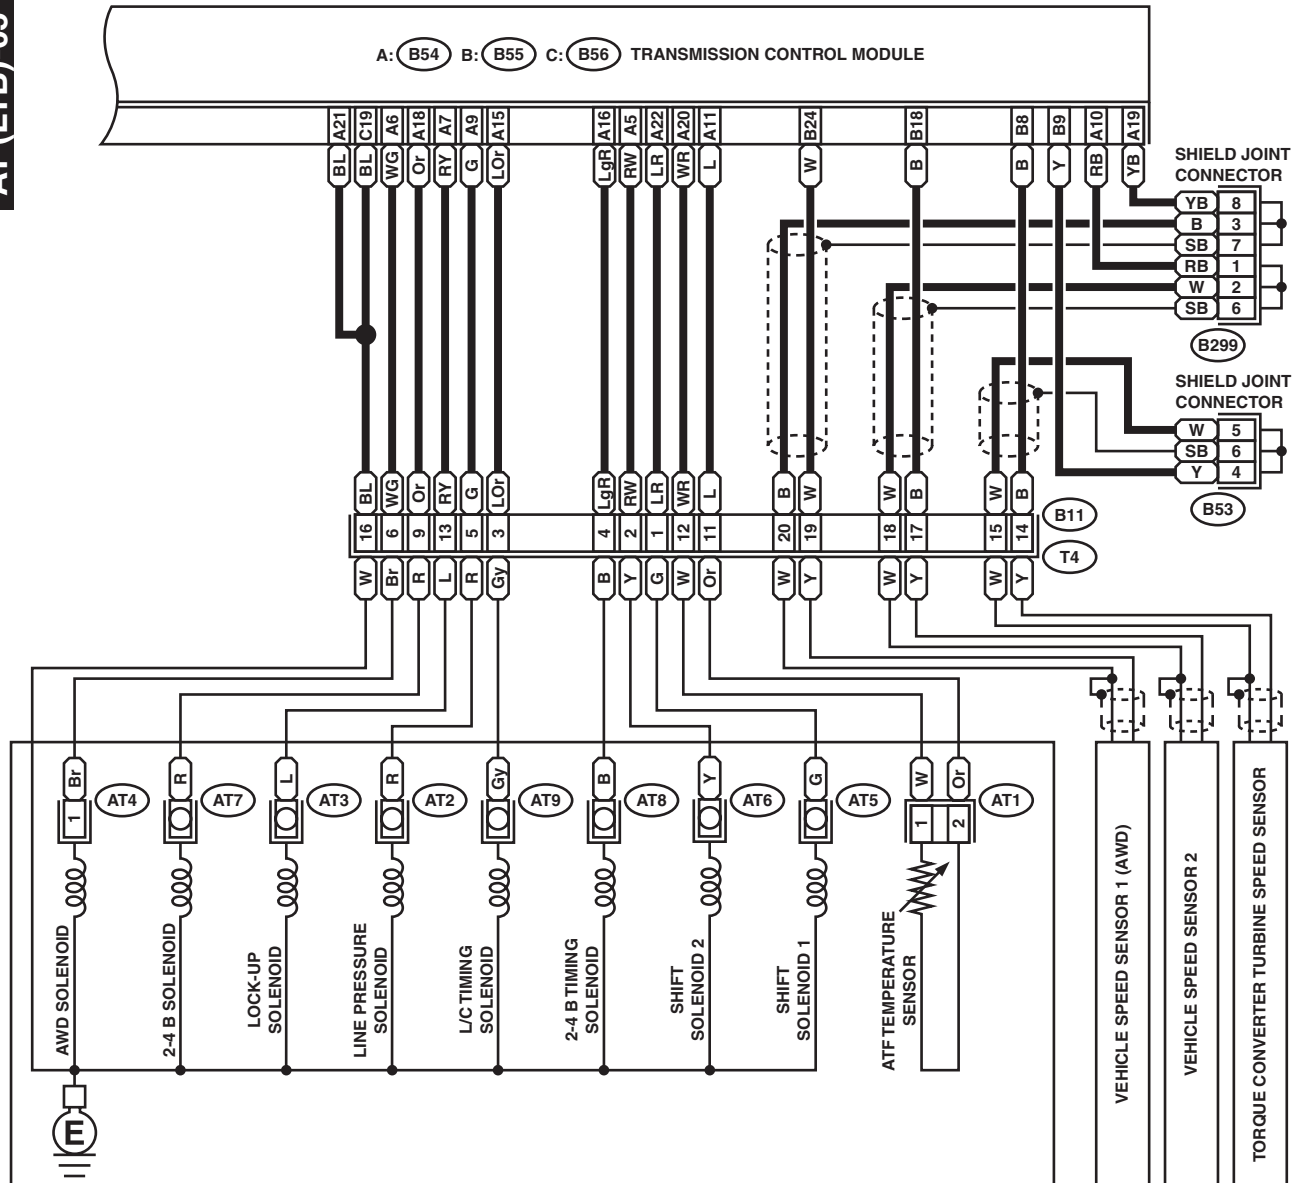 A: B54 B: B55 C: B56 TRANSMISSION CONTROL MODULE
A21 C19 A6 A18 A7 A9 A15 A16 A5 A22 A20 A11 B24 B18 B8 B9 A10 A19
BL BL WG Or RY G LOr LgR RW LR WR L W B B Y RB YB
SHIELD JOINT
CONNECTOR
YB 8
B 3
SB 7
RB 1
W 2
SB 6
B299
SHIELD JOINT
CONNECTOR
W 5
SB 6
Y 4
B53
BL WG Or RY G LOr LgR RW LR WR L B W W B W B
16 6 9 13 5 3 4 2 1 12 11 20 19 18 17 15 14
B11
T4
W Br R L R Gy B Y G W Or W Y W Y W Y
Br R L R Gy B Y G W Or
1 AT4 AT7 AT3 AT2 AT9 AT8 AT6 AT5 1 2 AT1
AWD SOLENOID
2-4 B SOLENOID
LOCK-UP
SOLENOID
LINE PRESSURE
SOLENOID
L/C TIMING
SOLENOID
2-4 B TIMING
SOLENOID
SHIFT
SOLENOID 2
SHIFT
SOLENOID 1
ATF TEMPERATURE
SENSOR
VEHICLE SPEED SENSOR 1 (AWD)
VEHICLE SPEED SENSOR 2
TORQUE CONVERTER TURBINE SPEED SENSOR
E